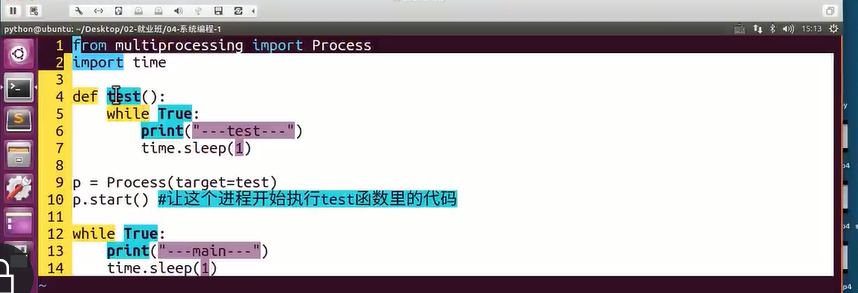 python@ubuntu: ~/Desktop/02-就业班/04-系统编程-1
15:13
1 from multiprocessing import Process
2 import time
3
4 def test():
5     while True:
6         print("---test---")
7         time.sleep(1)
8
9 p = Process(target=test)
10 p.start() #让这个进程开始执行test函数里的代码
11
12 while True:
13     print("---main---")
14     time.sleep(1)
~